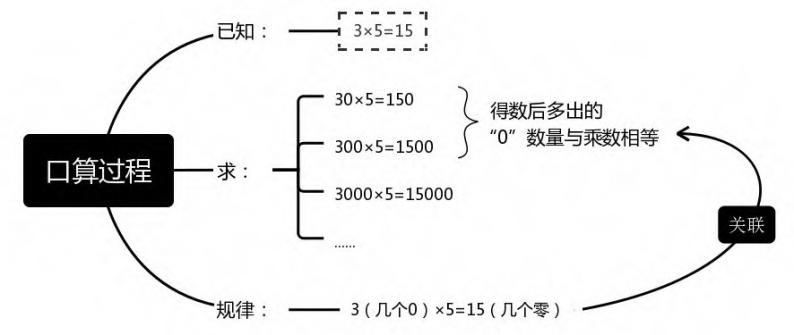 口算过程
已知：
3×5=15
求：
30×5=150
300×5=1500
3000×5=15000
......
得数后多出的
“0”数量与乘数相等
规律：
3（几个0）×5=15（几个零）
关联